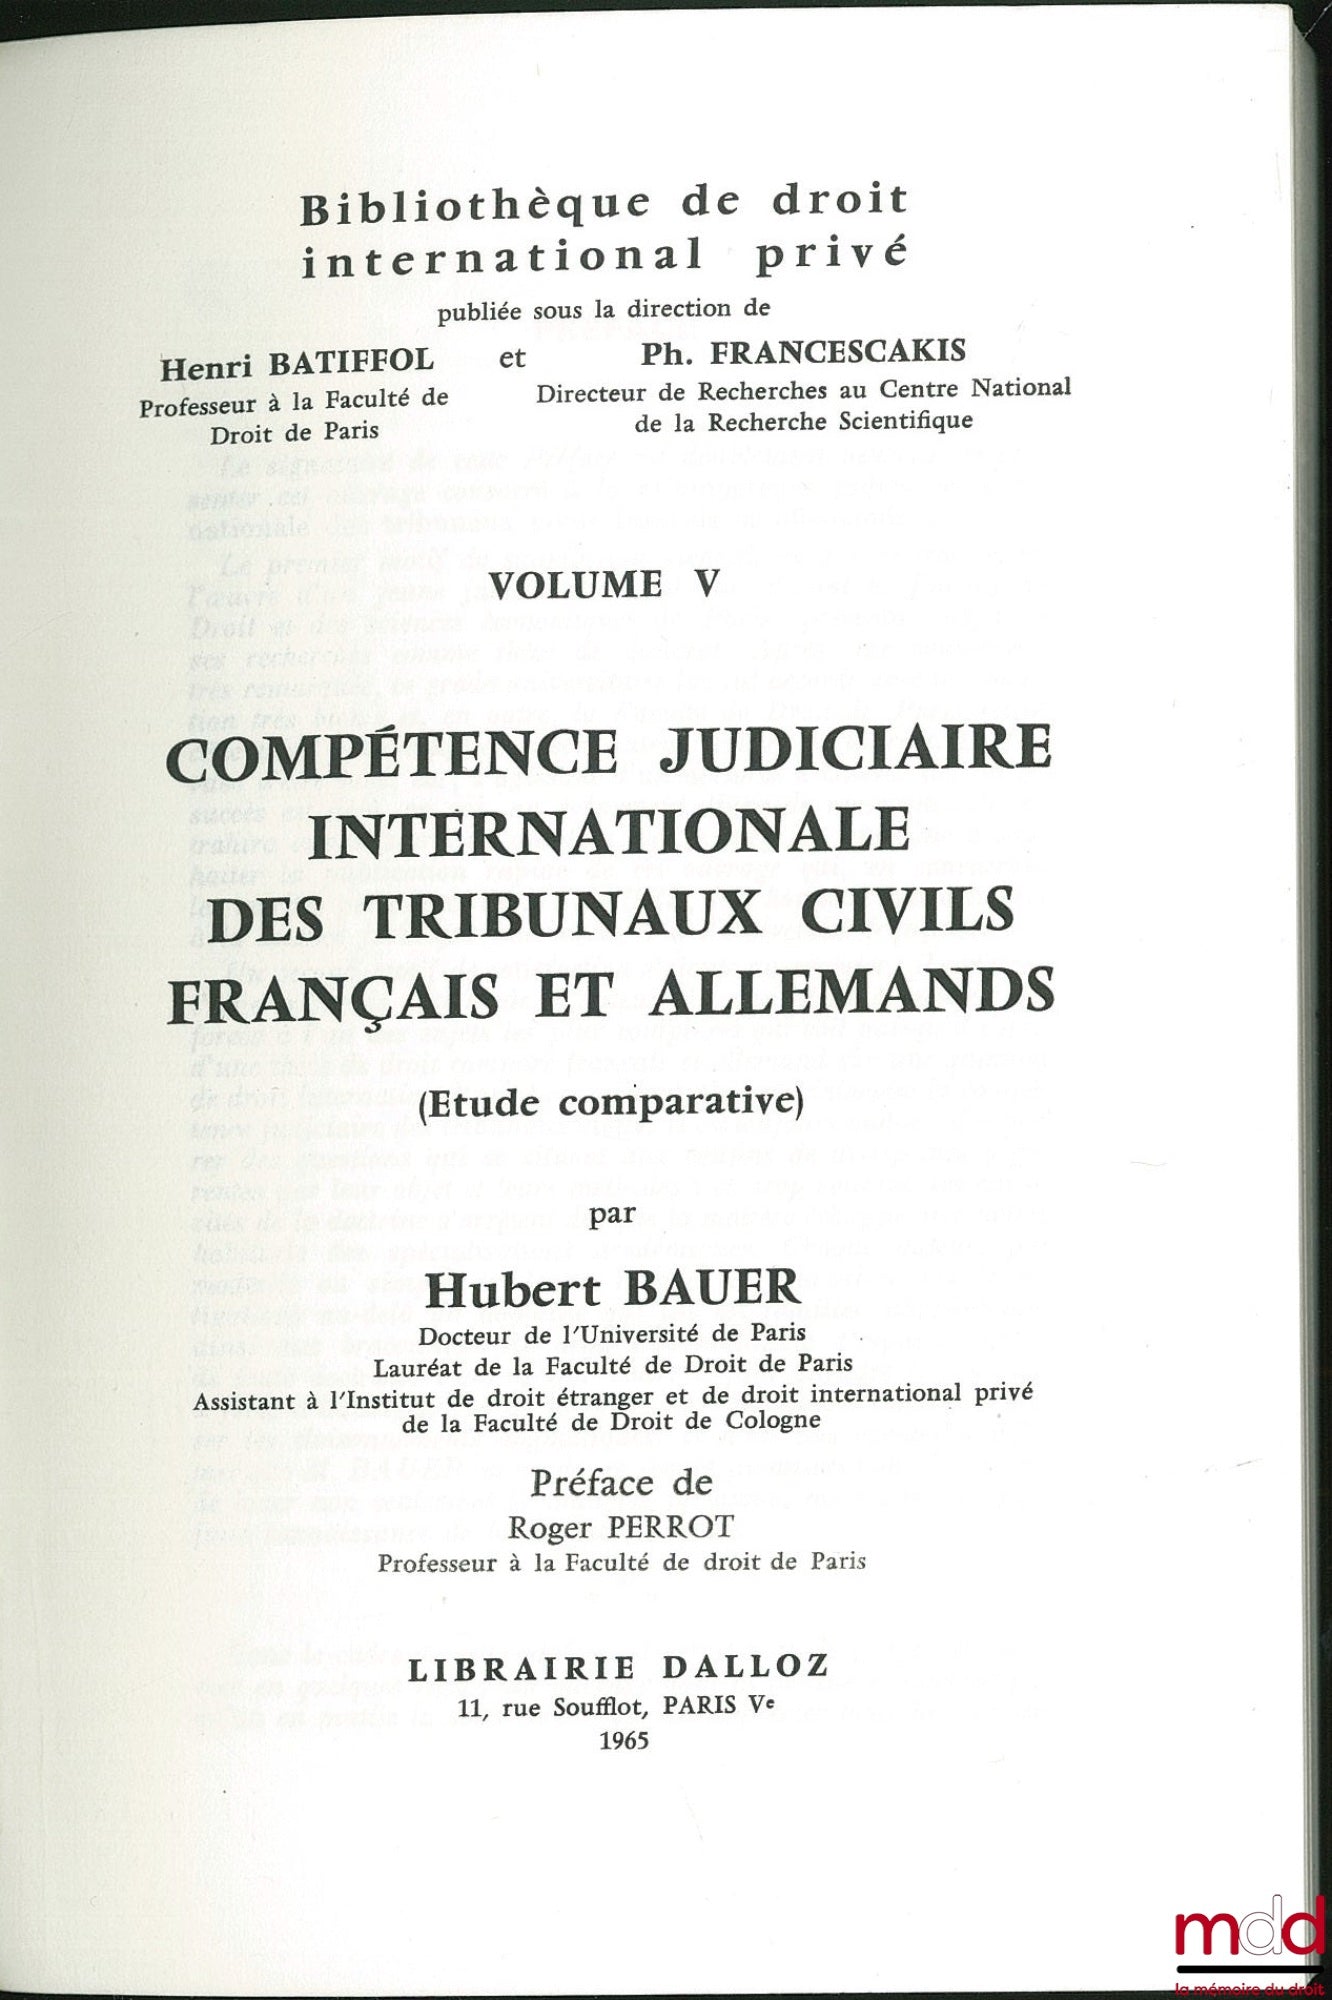 Bibliothèque de droit
international privé
publiée sous la direction de
Henri BATIFFOL et Ph. FRANCESCAKIS
Professeur à la Faculté de
Droit de Paris
Directeur de Recherches au Centre National
de la Recherche Scientifique
VOLUME V
COMPÉTENCE JUDICIAIRE
INTERNATIONALE
DES TRIBUNAUX CIVILS
FRANÇAIS ET ALLEMANDS
(Etude comparative)
par
Hubert BAUER
Docteur de l'Université de Paris
Lauréat de la Faculté de Droit de Paris
Assistant à l'Institut de droit étranger et de droit international privé
de la Faculté de Droit de Cologne
Préface de
Roger PERROT
Professeur à la Faculté de droit de Paris
LIBRAIRIE DALLOZ
11, rue Soufflot, PARIS Ve
1965
mdd
la mémoire du droit